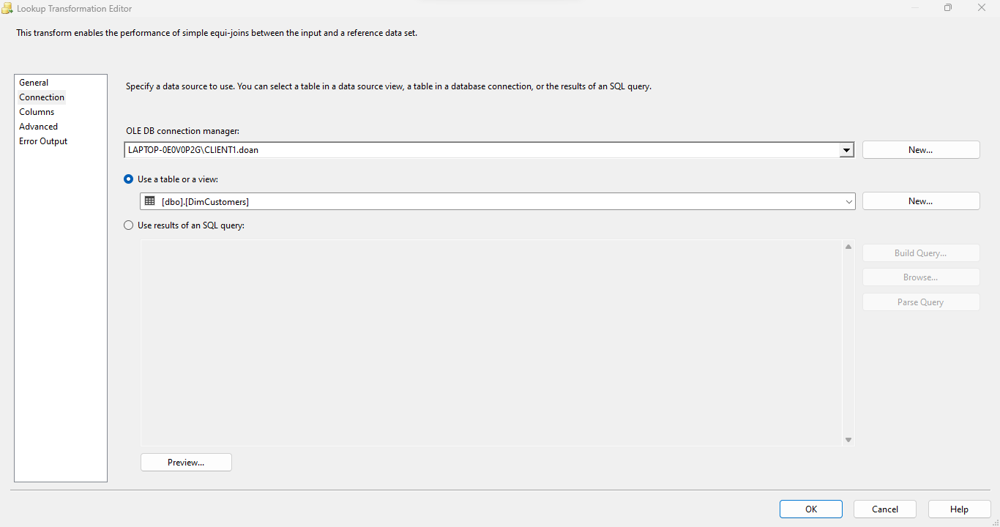 Lookup Transformation Editor
This transform enables the performance of simple equi-joins between the input and a reference data set.
General
Connection
Columns
Advanced
Error Output
Specify a data source to use. You can select a table in a data source view, a table in a database connection, or the results of an SQL query.
OLE DB connection manager:
LAPTOP-0E0V0P2G\CLIENT1.doan
New...
Use a table or a view:
[dbo].[DimCustomers]
New...
Use results of an SQL query:
Build Query...
Browse...
Parse Query
Preview...
OK
Cancel
Help